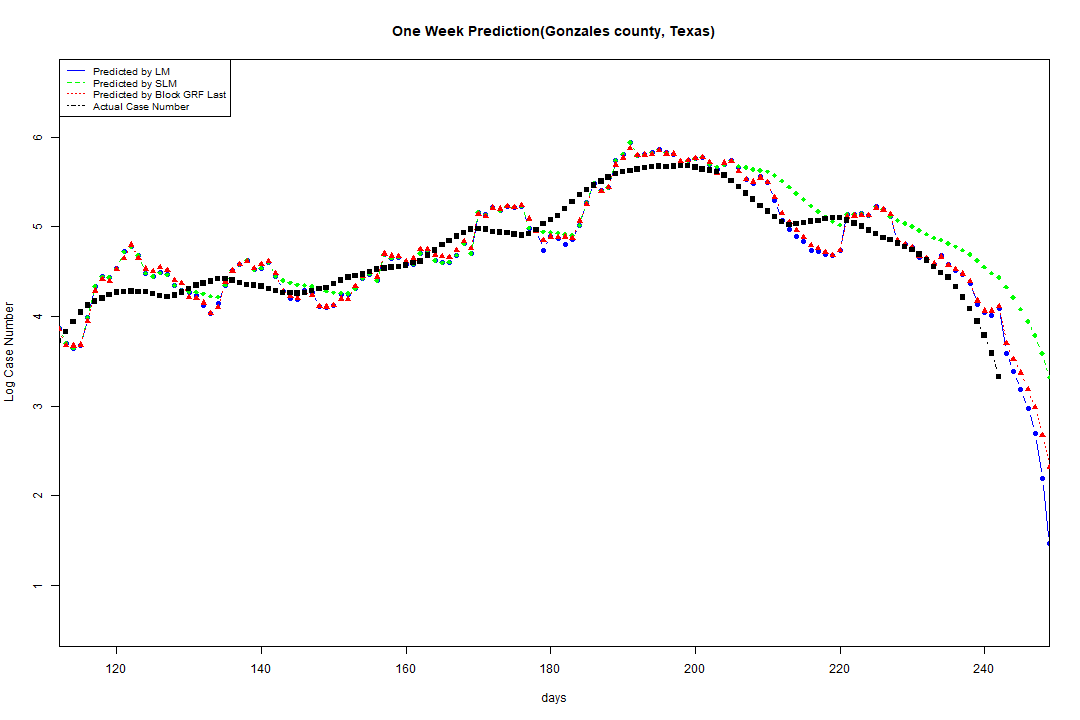 One Week Prediction(Gonzales county, Texas)
Predicted by LM
Predicted by SLM
Predicted by Block GRF Last
Actual Case Number
6
5
4
3
2
1
Log Case Number
120 140 160 180 200 220 240
days